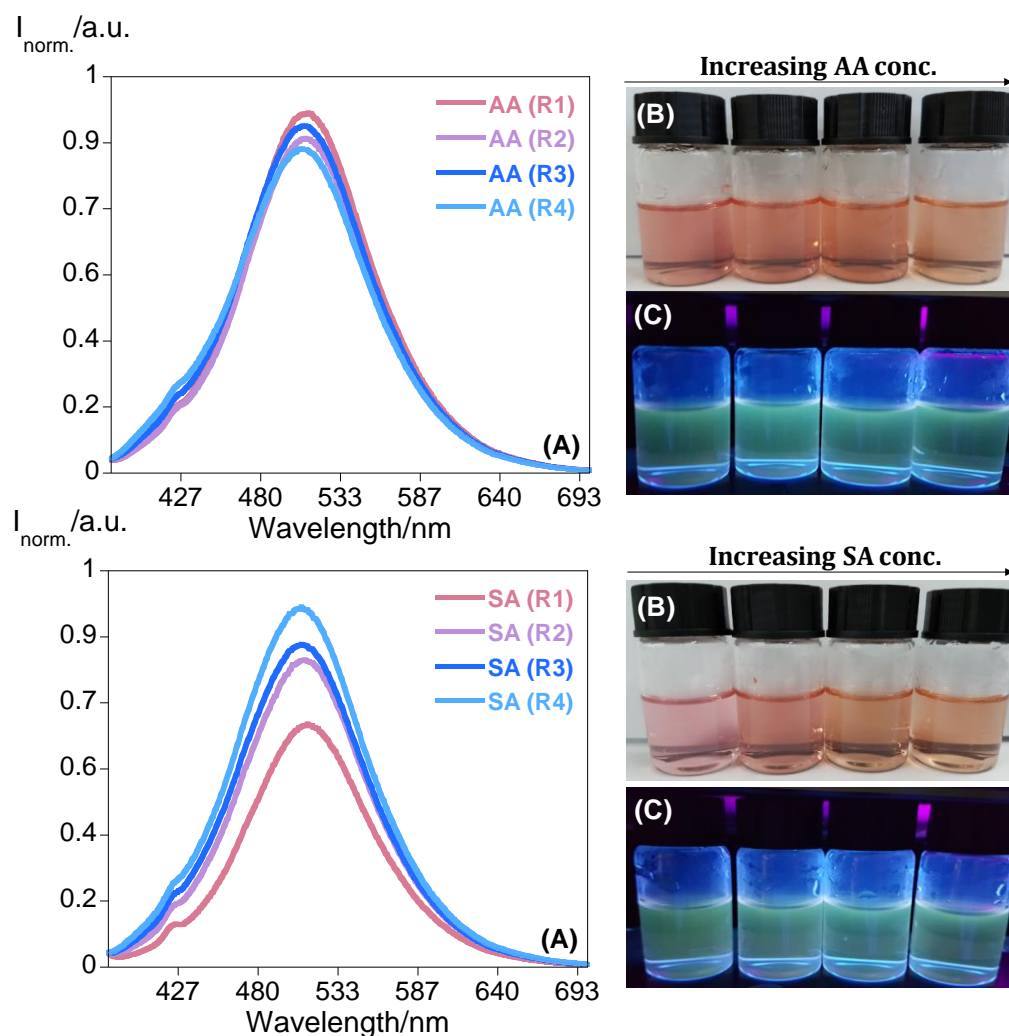 I norm./a.u.
1
0.9
0.7
0.6
0.4
0.2
0
AA (R1)
AA (R2)
AA (R3)
AA (R4)
(A)
427 480 533 587 640 693
Wavelength/nm
Increasing AA conc.
(B)
(C)
I norm./a.u.
1
0.9
0.7
0.6
0.4
0.2
0
SA (R1)
SA (R2)
SA (R3)
SA (R4)
(A)
427 480 533 587 640 693
Wavelength/nm
Increasing SA conc.
(B)
(C)